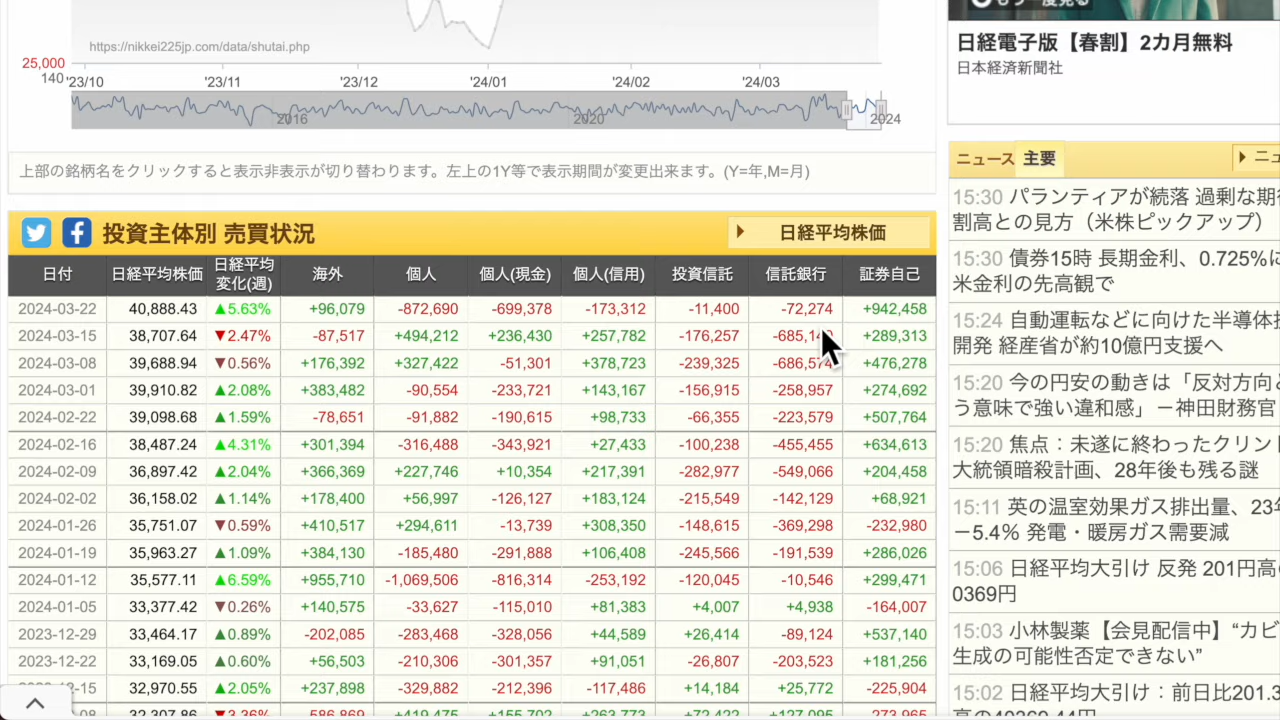 https://nikkei225jp.com/data/shutai.php
25,000
140
'23/10 '23/11 '23/12 '24/01 '24/02 '24/03
2016 2020 2024
上部の銘柄名をクリックすると表示非表示が切り替わります。左上の1Y等で表示期間が変更出来ます。(Y=年,M=月)
投資主体別 売買状況
日経平均株価
日付 日経平均株価 日経平均変化(週) 海外 個人 個人(現金) 個人(信用) 投資信託 信託銀行 証券自己
2024-03-22 40,888.43 ▲5.63% +96,079 -872,690 -699,378 -173,312 -11,400 -72,274 +942,458
2024-03-15 38,707.64 ▼2.47% -87,517 +494,212 +236,430 +257,782 -176,257 +289,313
2024-03-08 39,688.94 ▼0.56% +176,392 +327,422 -51,301 +378,723 -239,325 +476,278
2024-03-01 39,910.82 ▲2.08% +383,482 -90,554 -233,721 +143,167 -156,915 -258,957 +274,692
2024-02-22 39,098.68 ▲1.59% -78,651 -91,882 -190,615 +98,733 -66,355 -223,579 +507,764
2024-02-16 38,487.24 ▲4.31% +301,394 -316,488 -343,921 +27,433 -100,238 -455,455 +634,613
2024-02-09 36,897.42 ▲2.04% +366,369 +227,746 +10,354 +217,391 -282,977 -549,066 +204,458
2024-02-02 36,158.02 ▲1.14% +178,400 +56,997 -126,127 +183,124 -215,549 -142,129 +68,921
2024-01-26 35,751.07 ▼0.59% +410,517 +294,611 -13,739 +308,350 -148,615 -369,298 -232,980
2024-01-19 35,963.27 ▲1.09% +384,130 -185,480 -291,888 +106,408 -245,566 -191,539 +286,026
2024-01-12 35,577.11 ▲6.59% +955,710 -1,069,506 -816,314 -253,192 -120,045 -10,546 +299,471
2024-01-05 33,377.42 ▼0.26% +140,575 -33,627 -115,010 +81,383 +4,007 +4,938 -164,007
2023-12-29 33,464.17 ▲0.89% -202,085 -283,468 -328,056 +44,589 +26,414 -89,124 +537,140
2023-12-22 33,169.05 ▲0.60% +56,503 -210,306 -301,357 +91,051 -26,807 -203,523 +181,256
-15 32,970.55 ▲2.05% +237,898 -329,882 -212,396 -117,486 +14,184 +25,772 -225,904
日経電子版【春割】2カ月無料
日本経済新聞社
ニュース 主要
15:30 パランティアが続落 過剰な期
割高との見方（米株ピックアップ）
15:30 債券15時 長期金利、0.725%に
米金利の先高観で
15:24 自動運転などに向けた半導体
開発 経産省が約10億円支援へ
15:20 今の円安の動きは「反対方向
う意味で強い違和感」－神田財務官
15:20 焦点：未遂に終わったクリント
大統領暗殺計画、28年後も残る謎
15:11 英の温室効果ガス排出量、23
－5.4% 発電・暖房ガス需要減
15:06 日経平均大引け 反発 201円高
0369円
15:03 小林製薬【会見配信中】“カビ
生成の可能性否定できない”
15:02 日経平均大引け：前日比201.3